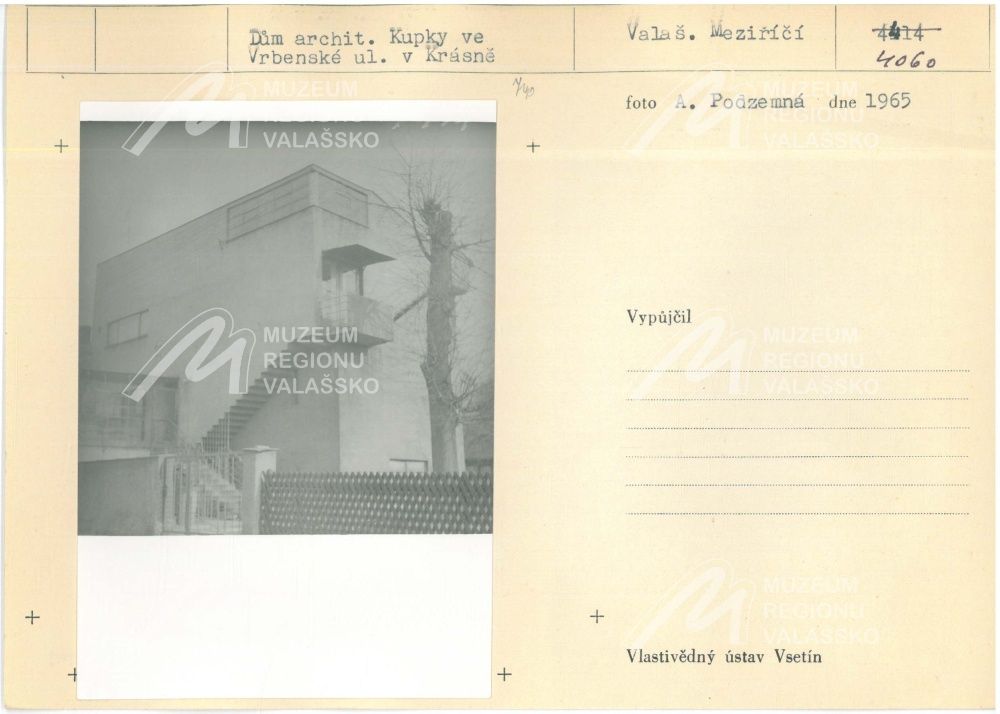 Dům archit. Kupky ve
Vrbenské ul. v Krásně
Valaš. Meziříčí
4414
4060
foto A. Podzemná dne 1965
MUZEUM
REGIONU
VALAŠSKO
MUZEUM
REGIONU
VALAŠSKO
MUZEUM
REGIONU
VALAŠSKO
Vypůjčil
MUZEUM
REGIONU
VALAŠSKO
MUZEUM
REGIONU
VALAŠSKO
Vlastivědný ústav Vsetín